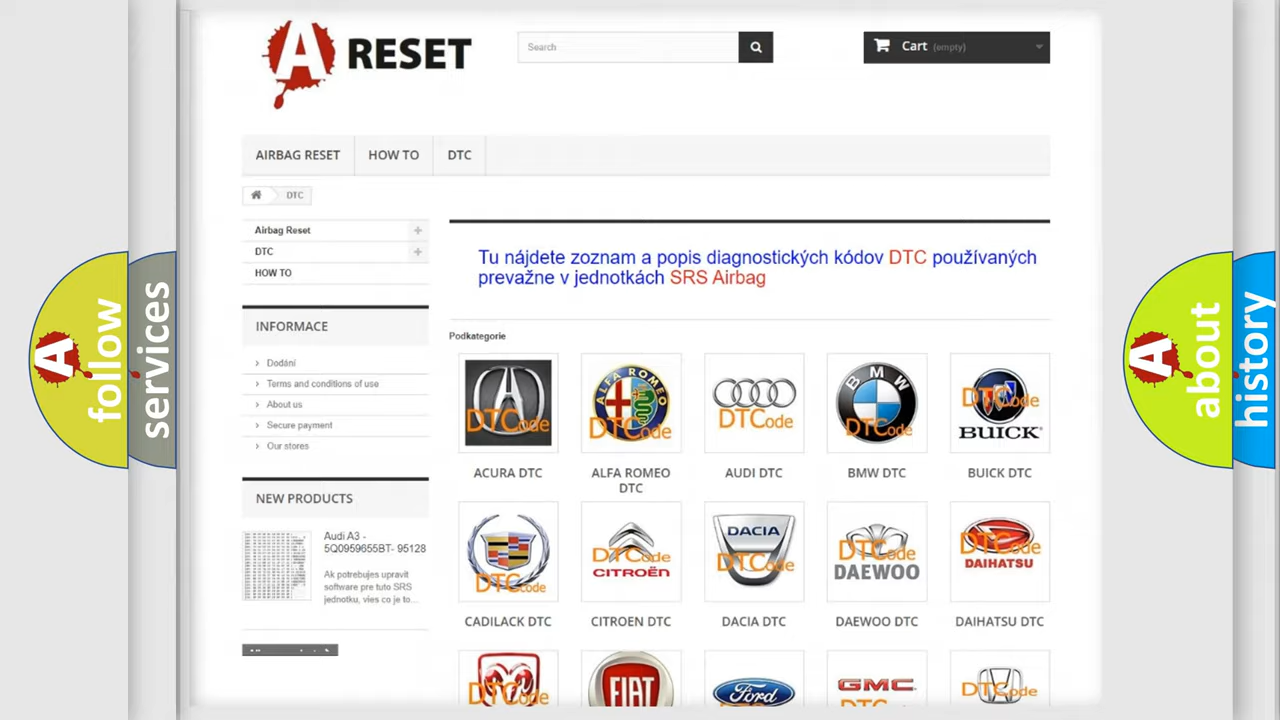 A RESET
Search
Cart (empty)
AIRBAG RESET
HOW TO
DTC
DTC
Airbag Reset
DTC
HOW TO
Tu nájdete zoznam a popis diagnostických kódov DTC používaných
prevažne v jednotkách SRS Airbag
INFORMACE
Dodání
Terms and conditions of use
About us
Secure payment
Our stores
NEW PRODUCTS
Audi A3 -
5Q0959655BT- 95128
Ak potrebujes upravit
software pre tuto SRS
jednotku, vies co je to...
Podkategorie
DTCode
ALFA ROMEO
DTCode
DTCode
BMW
DTCode
DTCode
BUICK
ACURA DTC
ALFA ROMEO
DTC
AUDI DTC
BMW DTC
BUICK DTC
DTCode
DTCode
CITROËN
DACIA
DTCode
DTCode
DAEWOO
DTCode
DAIHATSU
CADILACK DTC
CITROEN DTC
DACIA DTC
DAEWOO DTC
DAIHATSU DTC
DTCode
FIAT
Ford
GMC
DTCode
A follow
services
A about
history